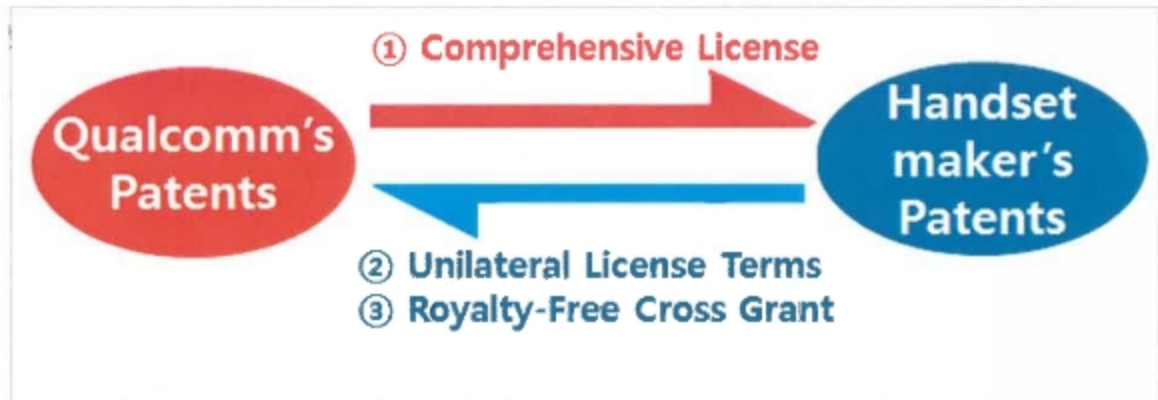 ① Comprehensive License
Qualcomm's
Patents
Handset
maker's
Patents
② Unilateral License Terms
③ Royalty-Free Cross Grant